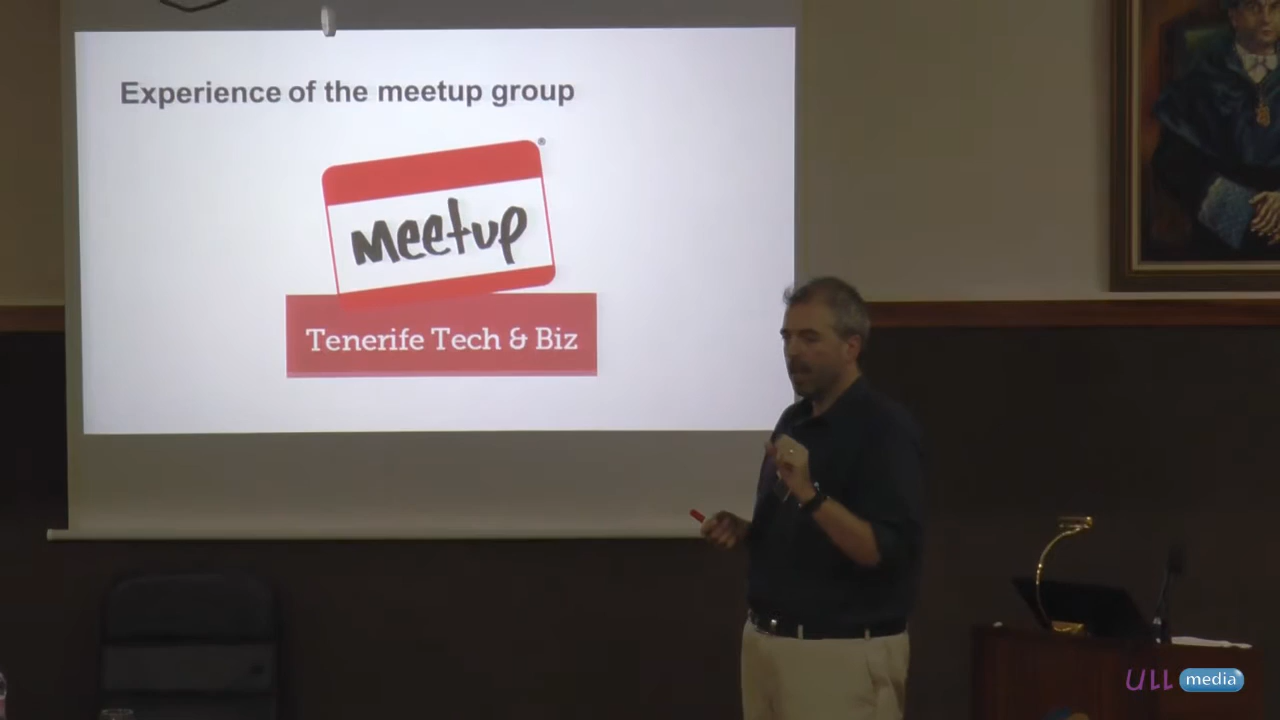 Experience of the meetup group
meetup
®
Tenerife Tech & Biz
ULL media